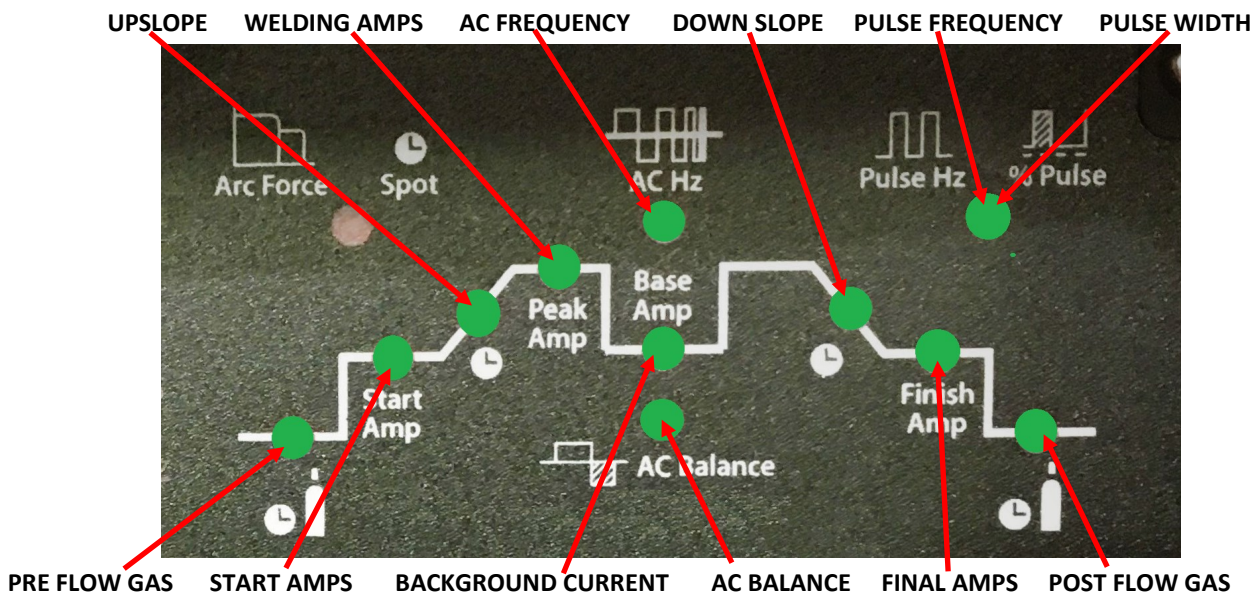 UPSLOPE WELDING AMPS AC FREQUENCY DOWN SLOPE PULSE FREQUENCY PULSE WIDTH
Arc Force Spot AC Hz Pulse Hz % Pulse
Base
Amp
Peak
Amp
Start
Amp
Finish
Amp
AC Balance
PRE FLOW GAS START AMPS BACKGROUND CURRENT AC BALANCE FINAL AMPS POST FLOW GAS